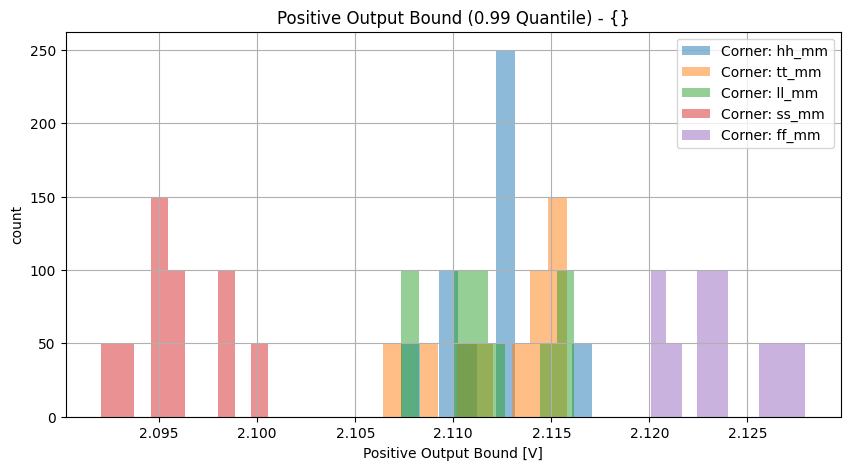 Positive Output Bound (0.99 Quantile) - {}
Corner: hh_mm
Corner: tt_mm
Corner: ll_mm
Corner: ss_mm
Corner: ff_mm
250
200
150
100
50
0
count
2.095 2.100 2.105 2.110 2.115 2.120 2.125
Positive Output Bound [V]